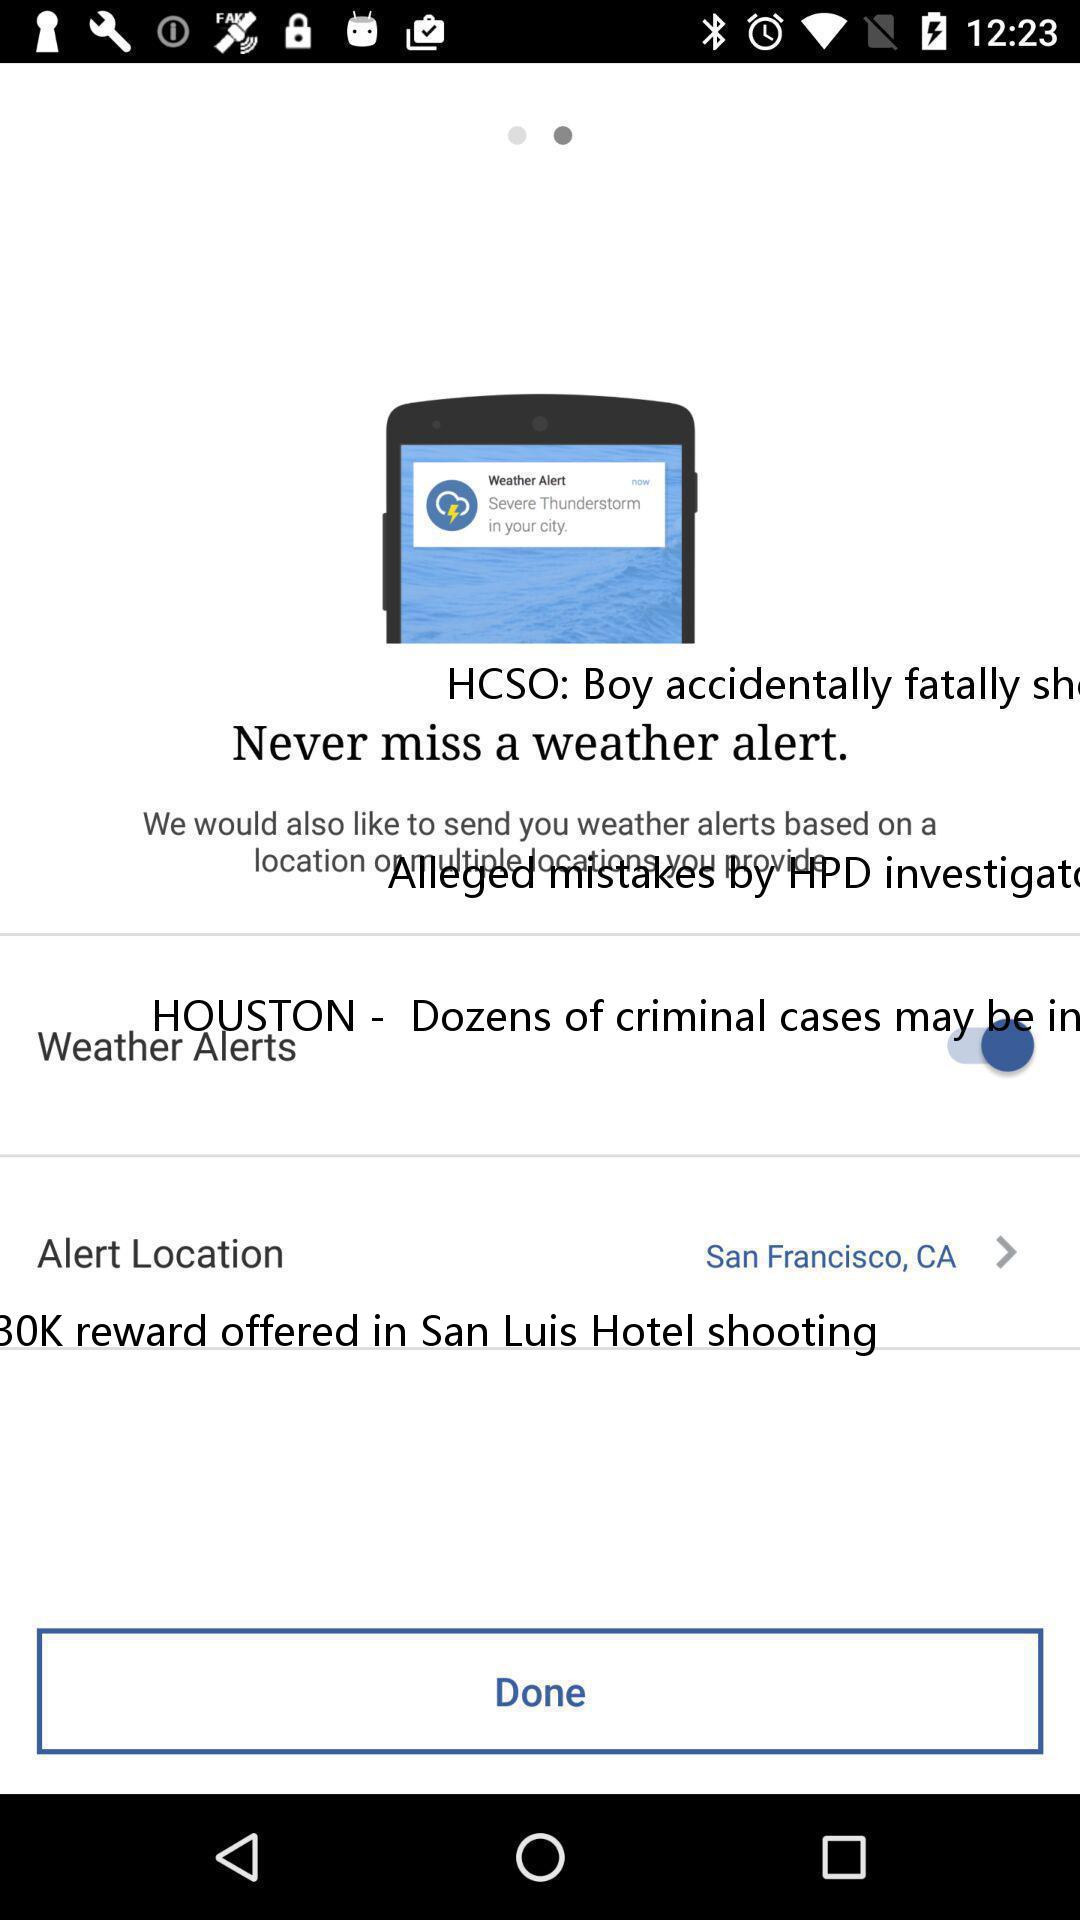 FAKE
12:23
Weather Alert now
Severe Thunderstorm
in your city.
HCSO: Boy accidentally fatally
Never miss a weather alert.
We would also like to send you weather alerts based on a
location or multiple locations you provide
Alleged mistakes by HPD
HOUSTON - Dozens of criminal cases may be in
Weather Alerts
Alert Location San Francisco, CA
30K reward offered in San Luis Hotel shooting
Done